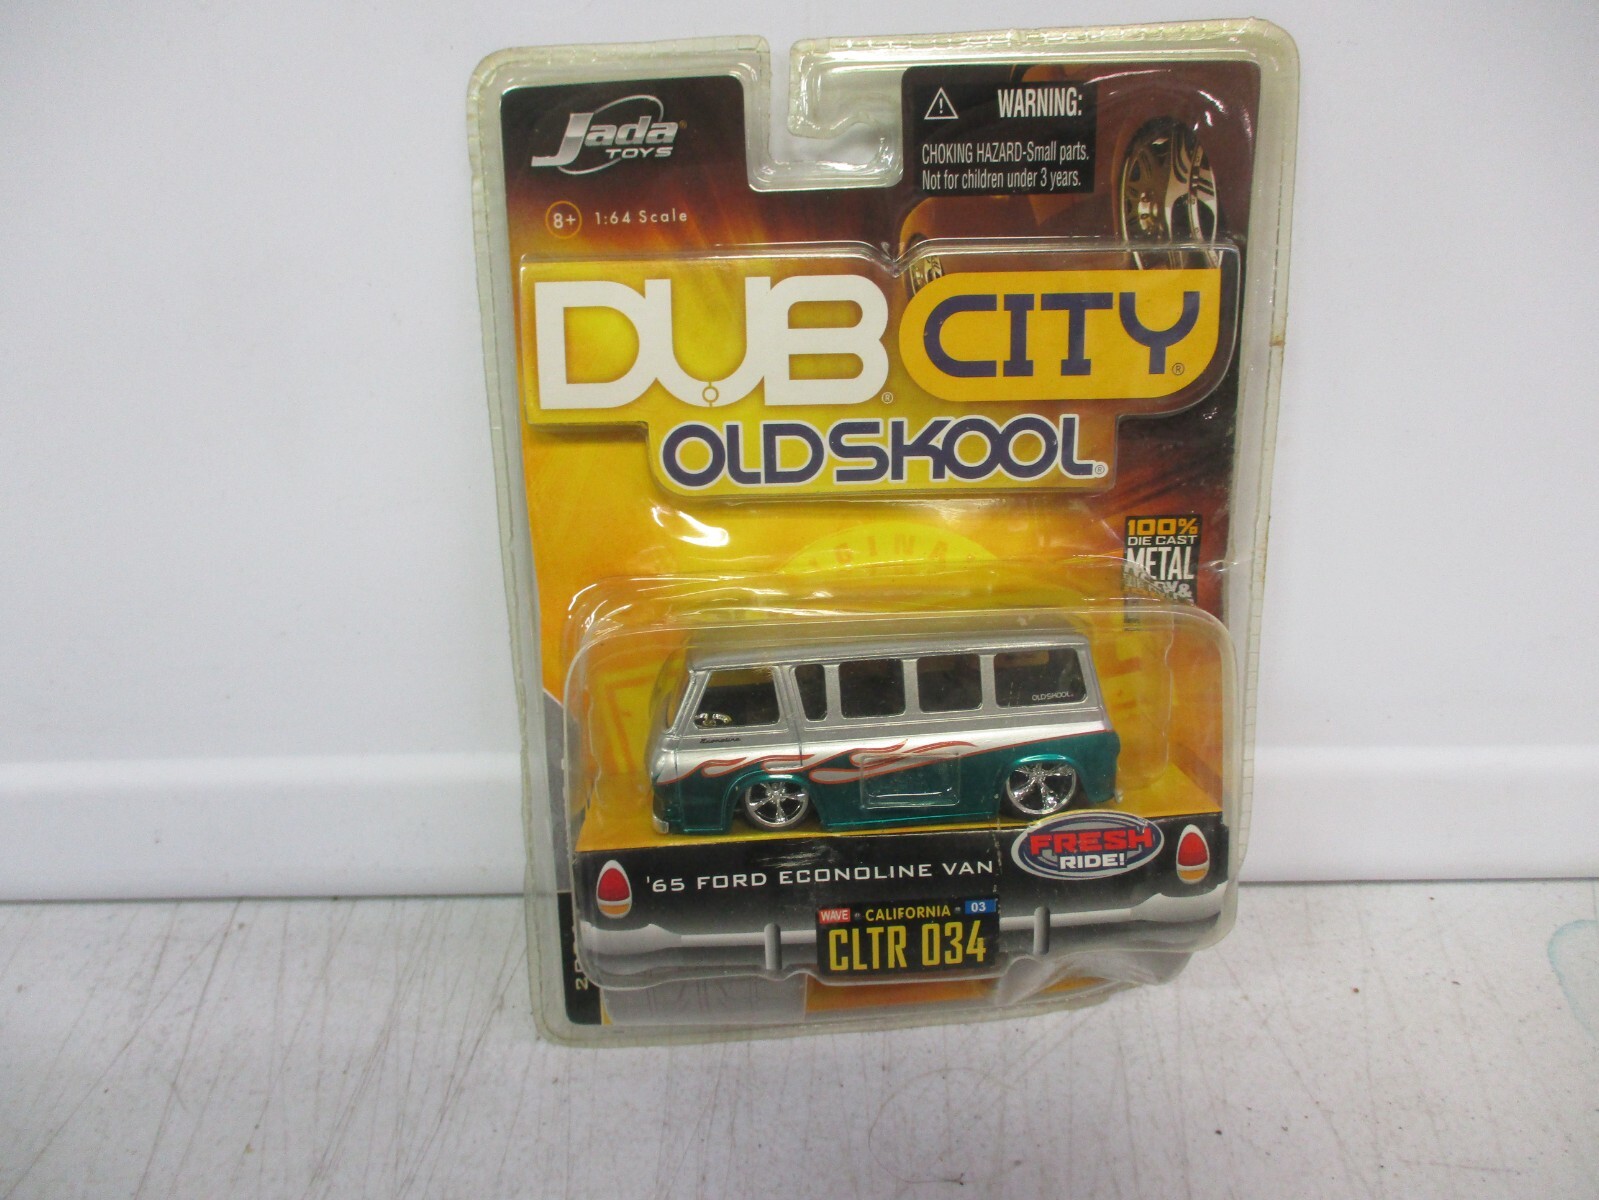 Jada
TOYS
WARNING:
CHOKING HAZARD-Small parts.
Not for children under 3 years.
8+ 1:64 Scale
DUB CITY
OLDSKOOL
100%
DIE CAST
METAL
OLDSKOOL
Econoline
FRESH
RIDE!
'65 FORD ECONOLINE VAN
WAVE CALIFORNIA 03
CLTR 034